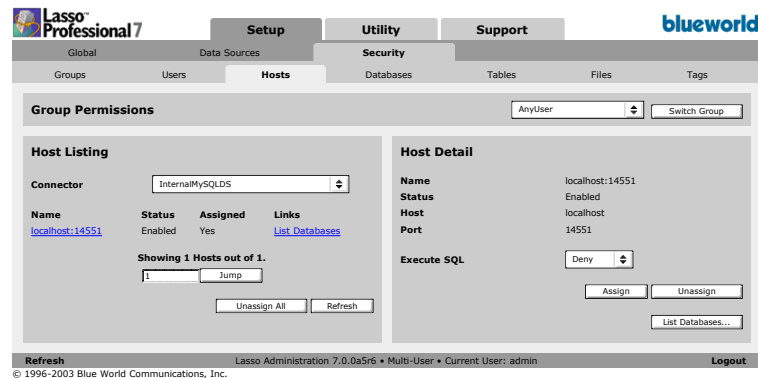 Lasso™
Professional 7
Setup Utility Support
blueworld
Global Data Sources Security
Groups Users Hosts Databases Tables Files Tags
Group Permissions AnyUser Switch Group
Host Listing
Connector InternalMySQLDS
Name Status Assigned Links
localhost:14551 Enabled Yes List Databases
Showing 1 Hosts out of 1.
1 Jump
Unassign All Refresh
Host Detail
Name localhost:14551
Status Enabled
Host localhost
Port 14551
Execute SQL Deny
Assign Unassign
List Databases...
Refresh Lasso Administration 7.0.0a5r6 • Multi-User • Current User: admin Logout
© 1996-2003 Blue World Communications, Inc.